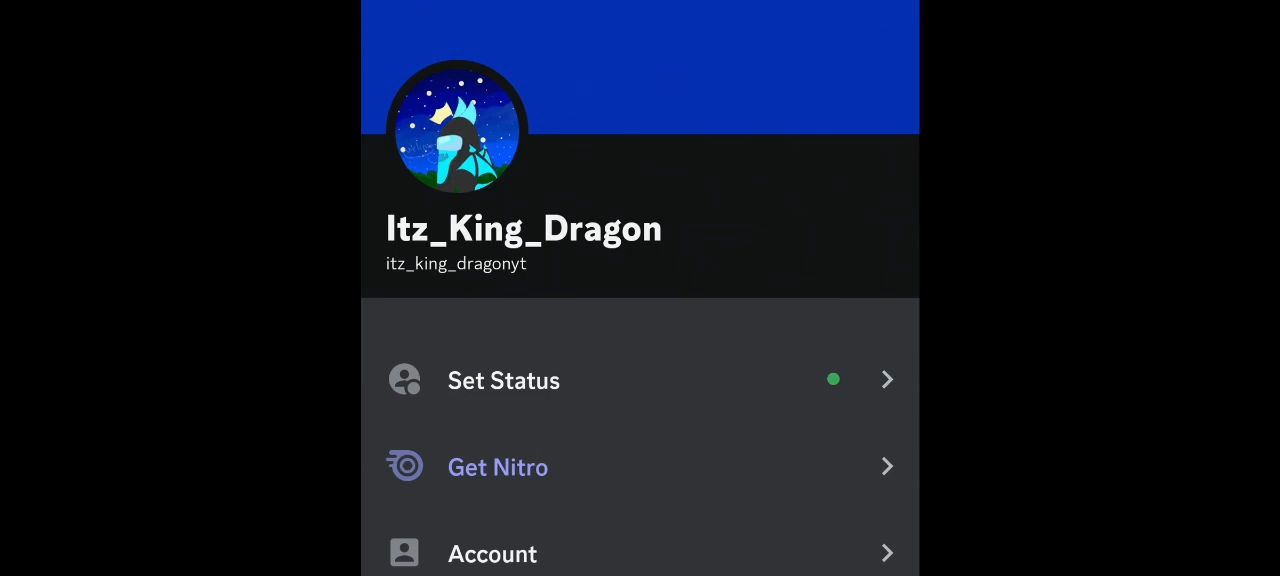 Itz_King_Dragon
itz_king_dragonyt
Set Status
Get Nitro
Account